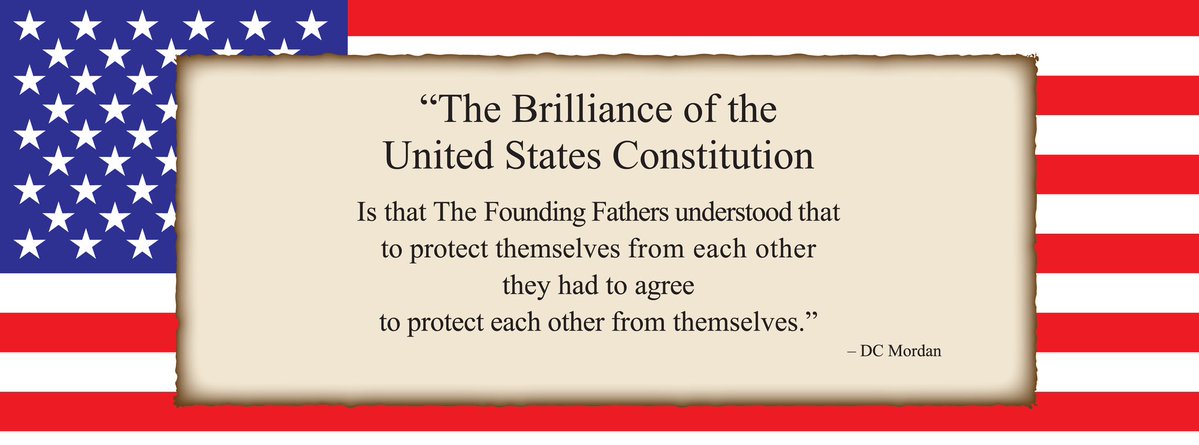 “The Brilliance of the
United States Constitution
Is that The Founding Fathers understood that
to protect themselves from each other
they had to agree
to protect each other from themselves.”
– DC Mordan